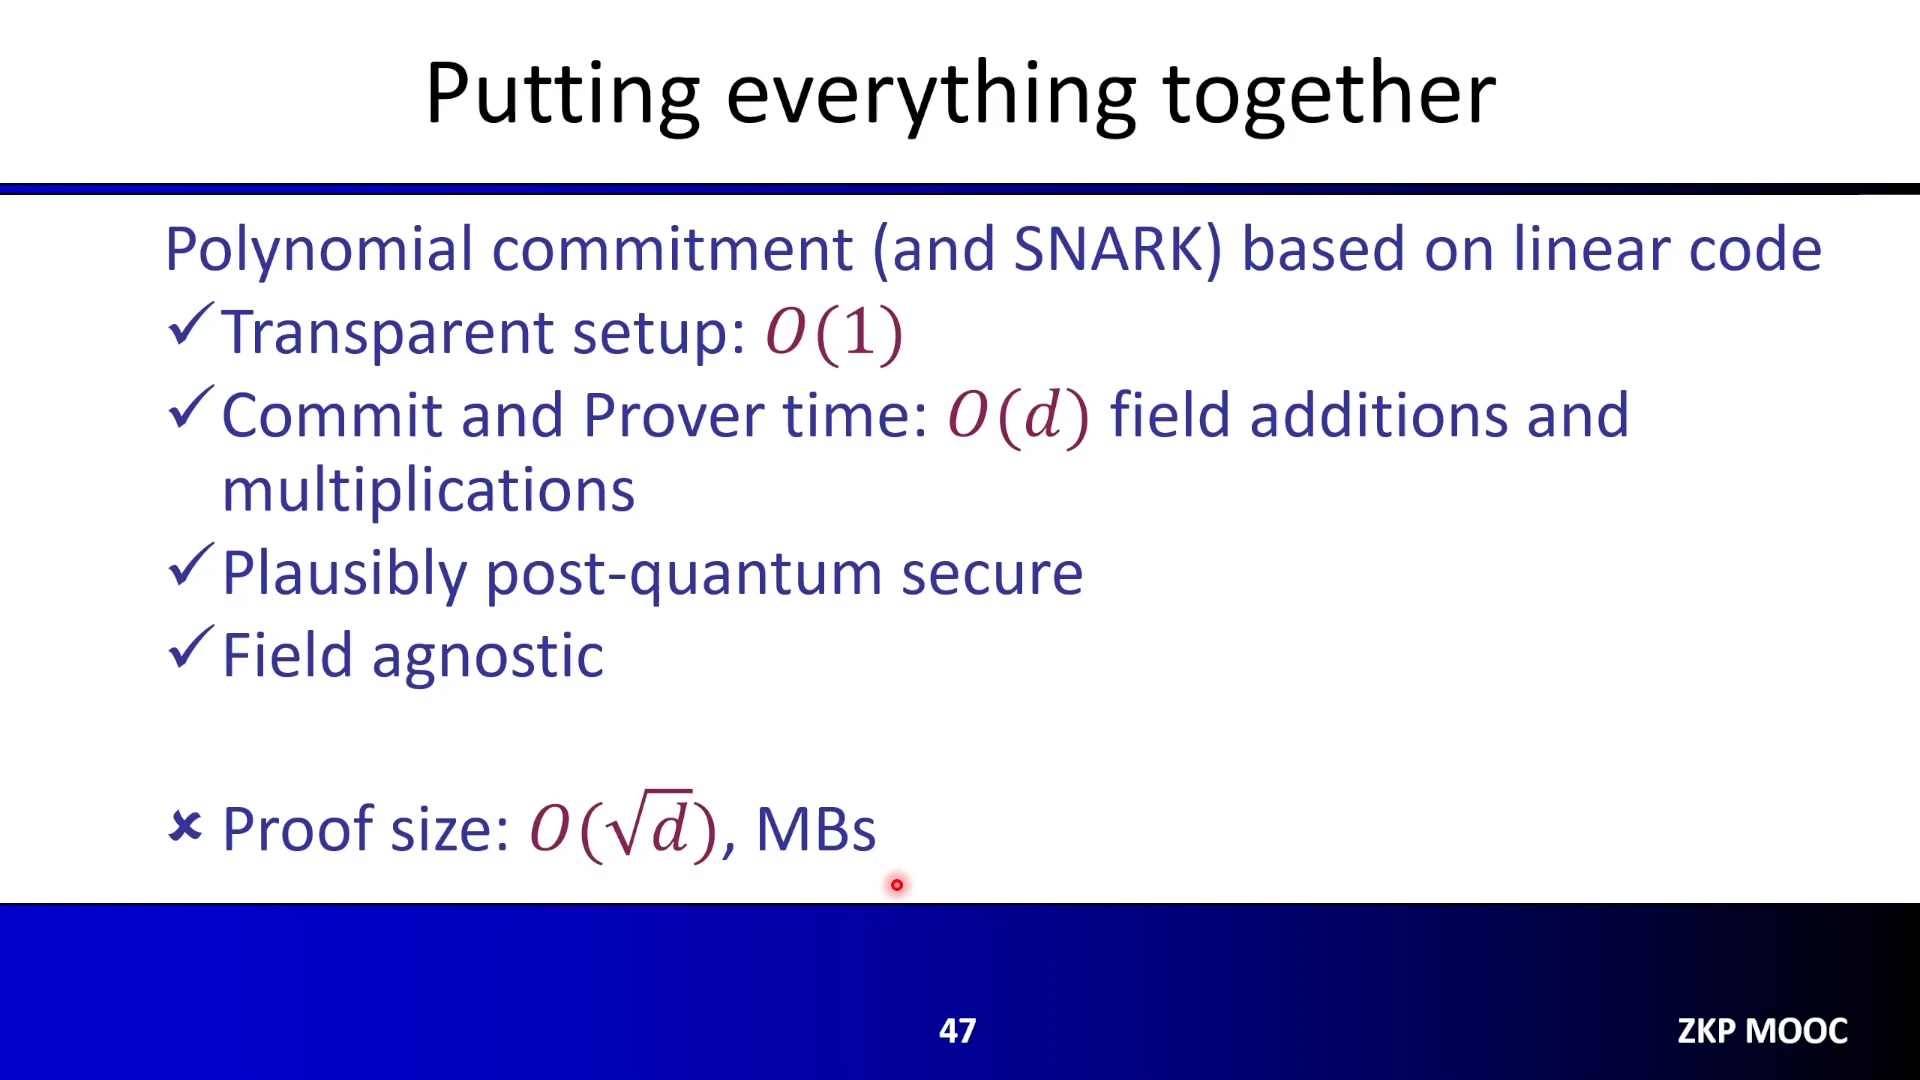 Putting everything together
Polynomial commitment (and SNARK) based on linear code
✓Transparent setup: 𝑂(1)
✓Commit and Prover time: 𝑂(𝑑) field additions and
multiplications
✓Plausibly post-quantum secure
✓Field agnostic
✘ Proof size: 𝑂(√𝑑), MBs
47
ZKP MOOC